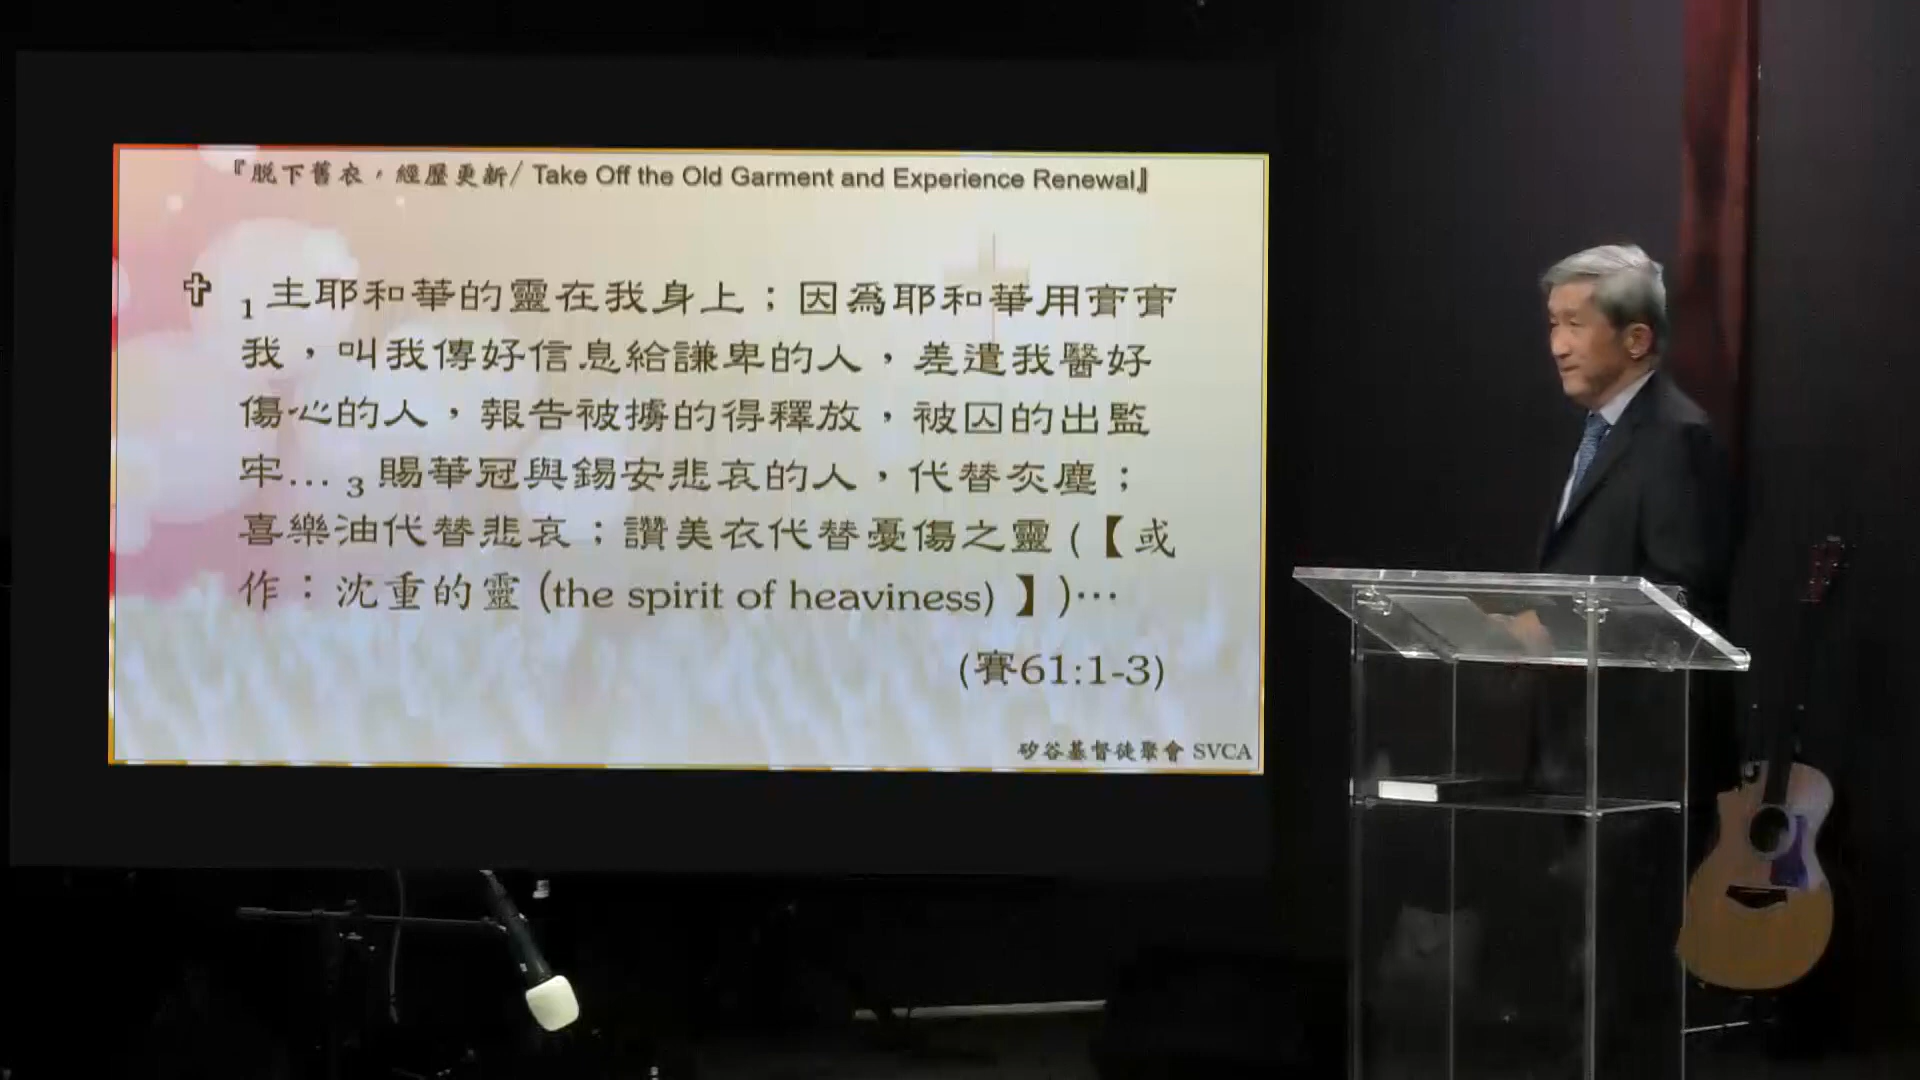 『脱下舊衣，經歷更新/ Take Off the Old Garment and Experience Renewal』
✞ 1 主耶和華的靈在我身上；因爲耶和華用膏膏
我，叫我傳好信息給謙卑的人，差遣我醫好
傷心的人，報告被擄的得釋放，被囚的出監
牢… 3 賜華冠與錫安悲哀的人，代替灰塵；
喜樂油代替悲哀；讚美衣代替憂傷之靈 (【或
作：沈重的靈 (the spirit of heaviness) 】)…
(賽61:1-3)
矽谷基督徒聚會 SVCA